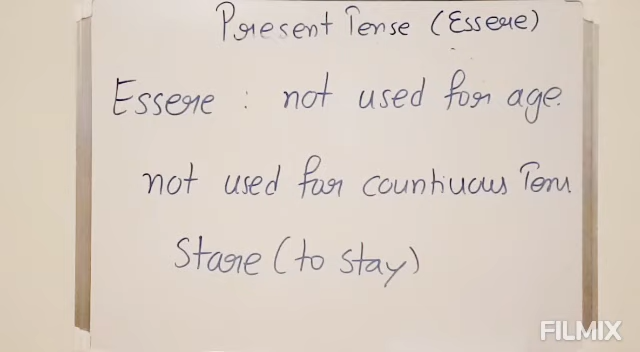 Present Tense (Essere)
Essere : not used for age.
not used for countiuous Tens
Stare (to stay)
FILMIX